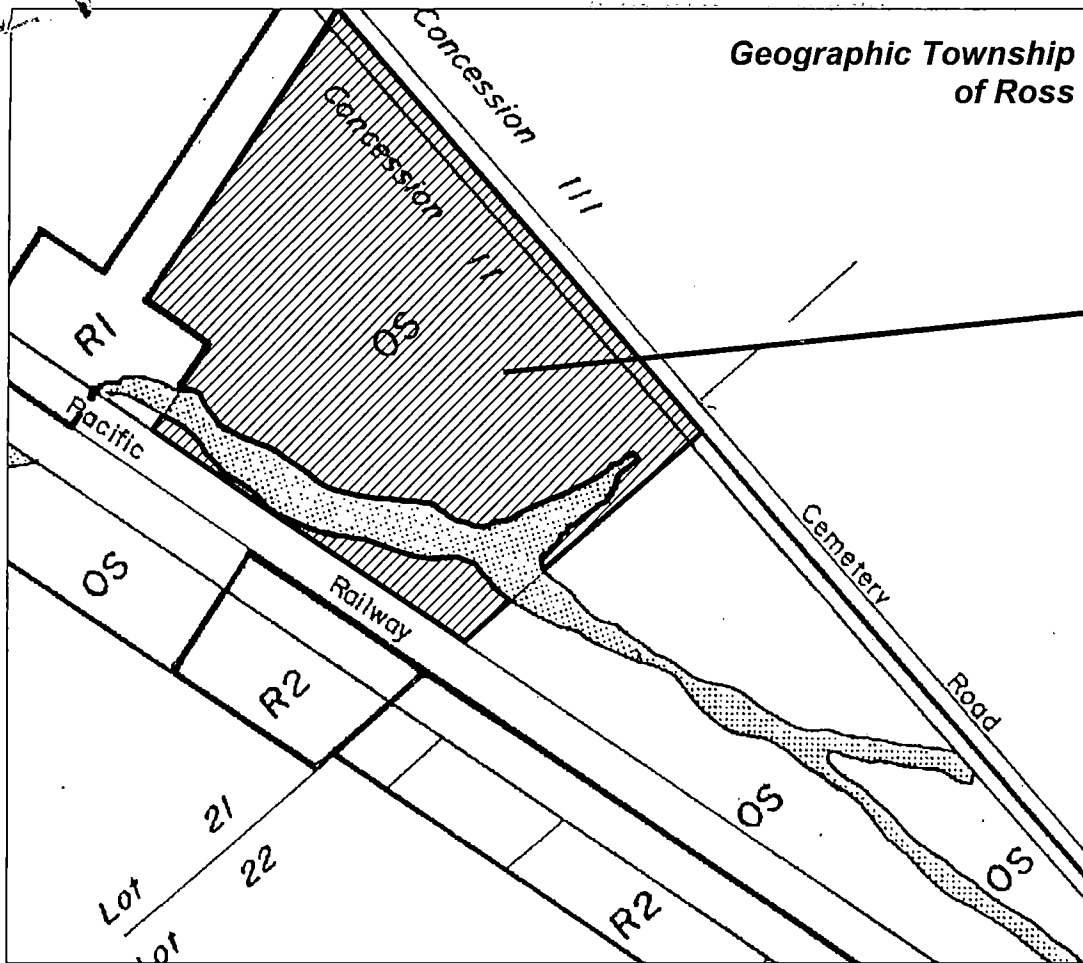 Geographic Township
of Ross
Concession III
Concession II
OS
R1
Pacific
Railway
Cemetery
Road
OS
R2
OS
OS
R2
Lot 21
Lot 22